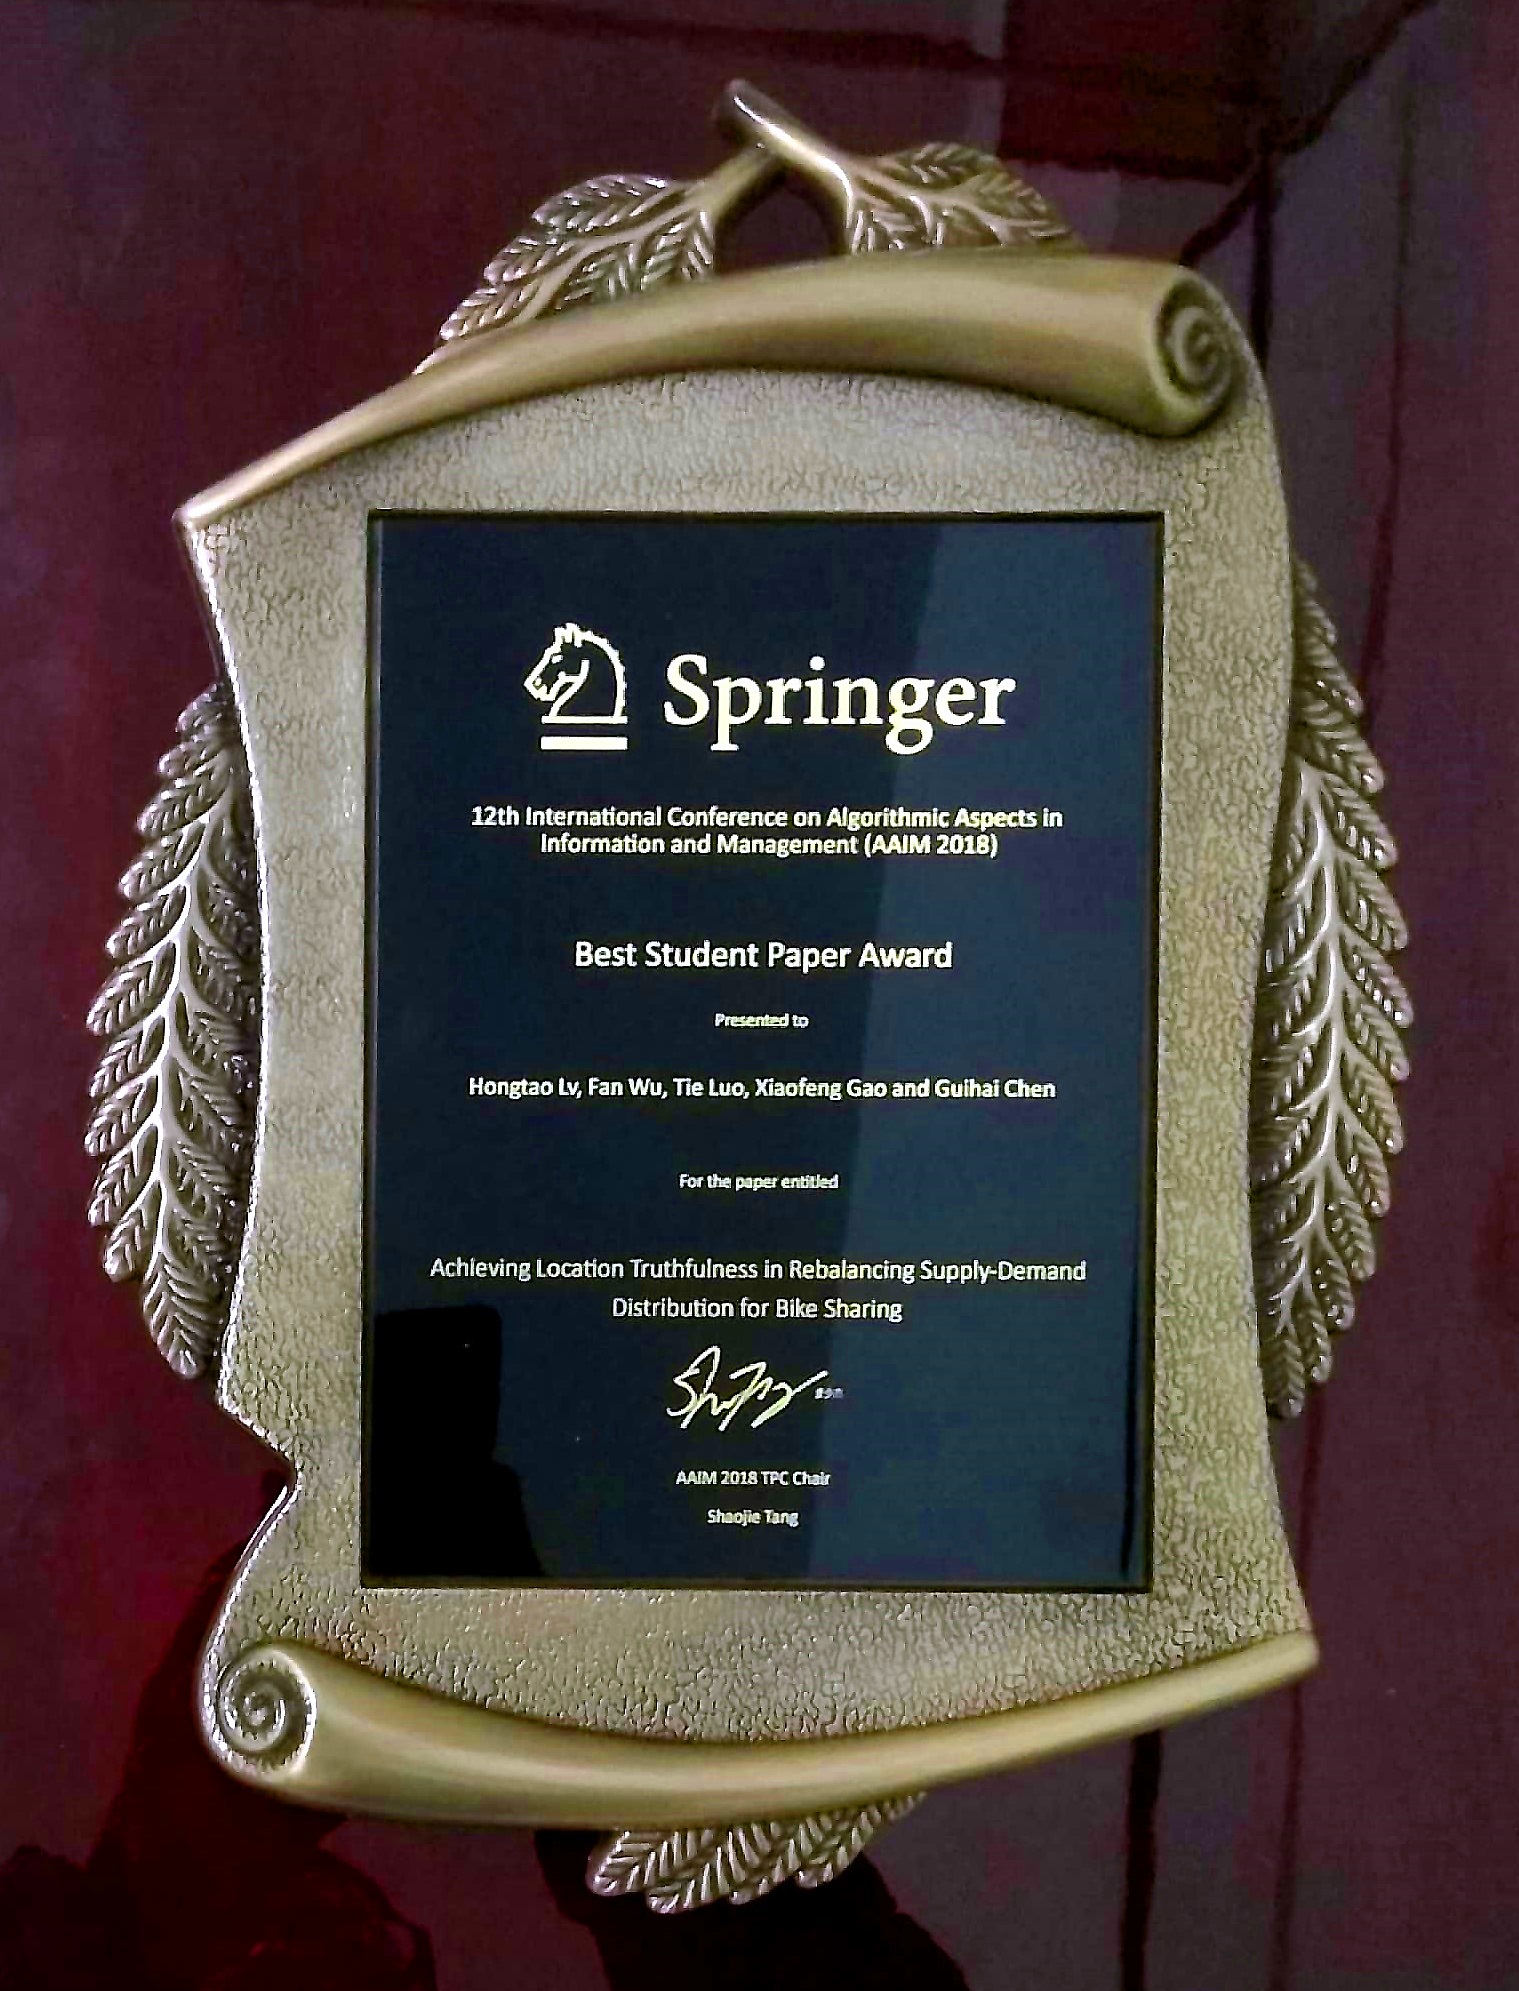 Springer
12th International Conference on Algorithmic Aspects in
Information and Management (AAIM 2018)
Best Student Paper Award
Presented to
Hongtao Lv, Fan Wu, Tie Luo, Xiaofeng Gao and Guihai Chen
For the paper entitled
Achieving Location Truthfulness in Rebalancing Supply-Demand
Distribution for Bike Sharing
AAIM 2018 TPC Chair
Shaojie Tang